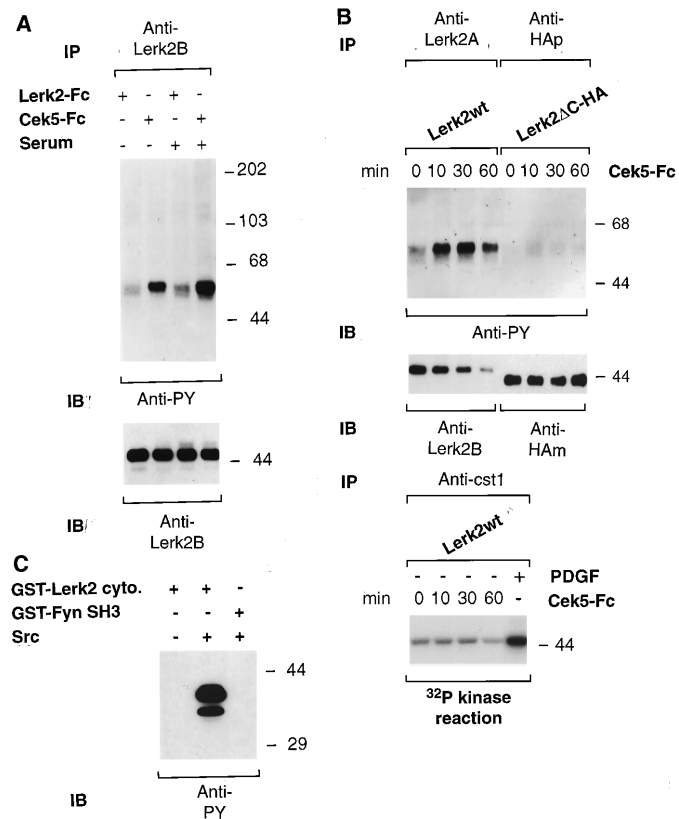 A
Anti-
Lerk2B
IP
Lerk2-Fc + - + -
Cek5-Fc - + - +
Serum - - + +
202
103
68
44
IB Anti-PY
44
IB Anti-
Lerk2B
B
Anti-
Lerk2A
Anti-
HAp
IP
Lerk2wt
Lerk2ΔC-HA
min 0 10 30 60 0 10 30 60 Cek5-Fc
68
44
Anti-PY
IB
44
IB Anti-
Lerk2B
Anti-
HAm
IP Anti-cst1
Lerk2wt
- - - - + PDGF
min 0 10 30 60 - Cek5-Fc
44
32P kinase
reaction
C
GST-Lerk2 cyto. + + -
GST-Fyn SH3 - - +
Src - + +
44
29
IB Anti-
PY